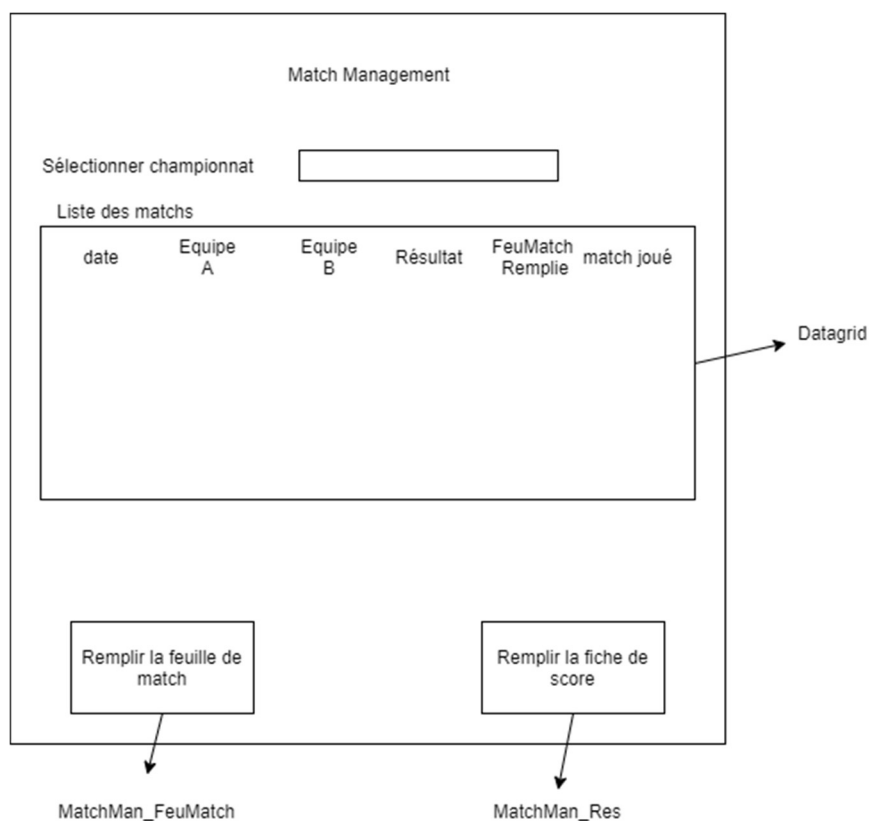 Match Management
Sélectionner championnat
Liste des matchs
date
Equipe
A
Equipe
B
Résultat
FeuMatch
Remplie
match joué
Datagrid
Remplir la feuille de
match
Remplir la fiche de
score
MatchMan_FeuMatch
MatchMan_Res